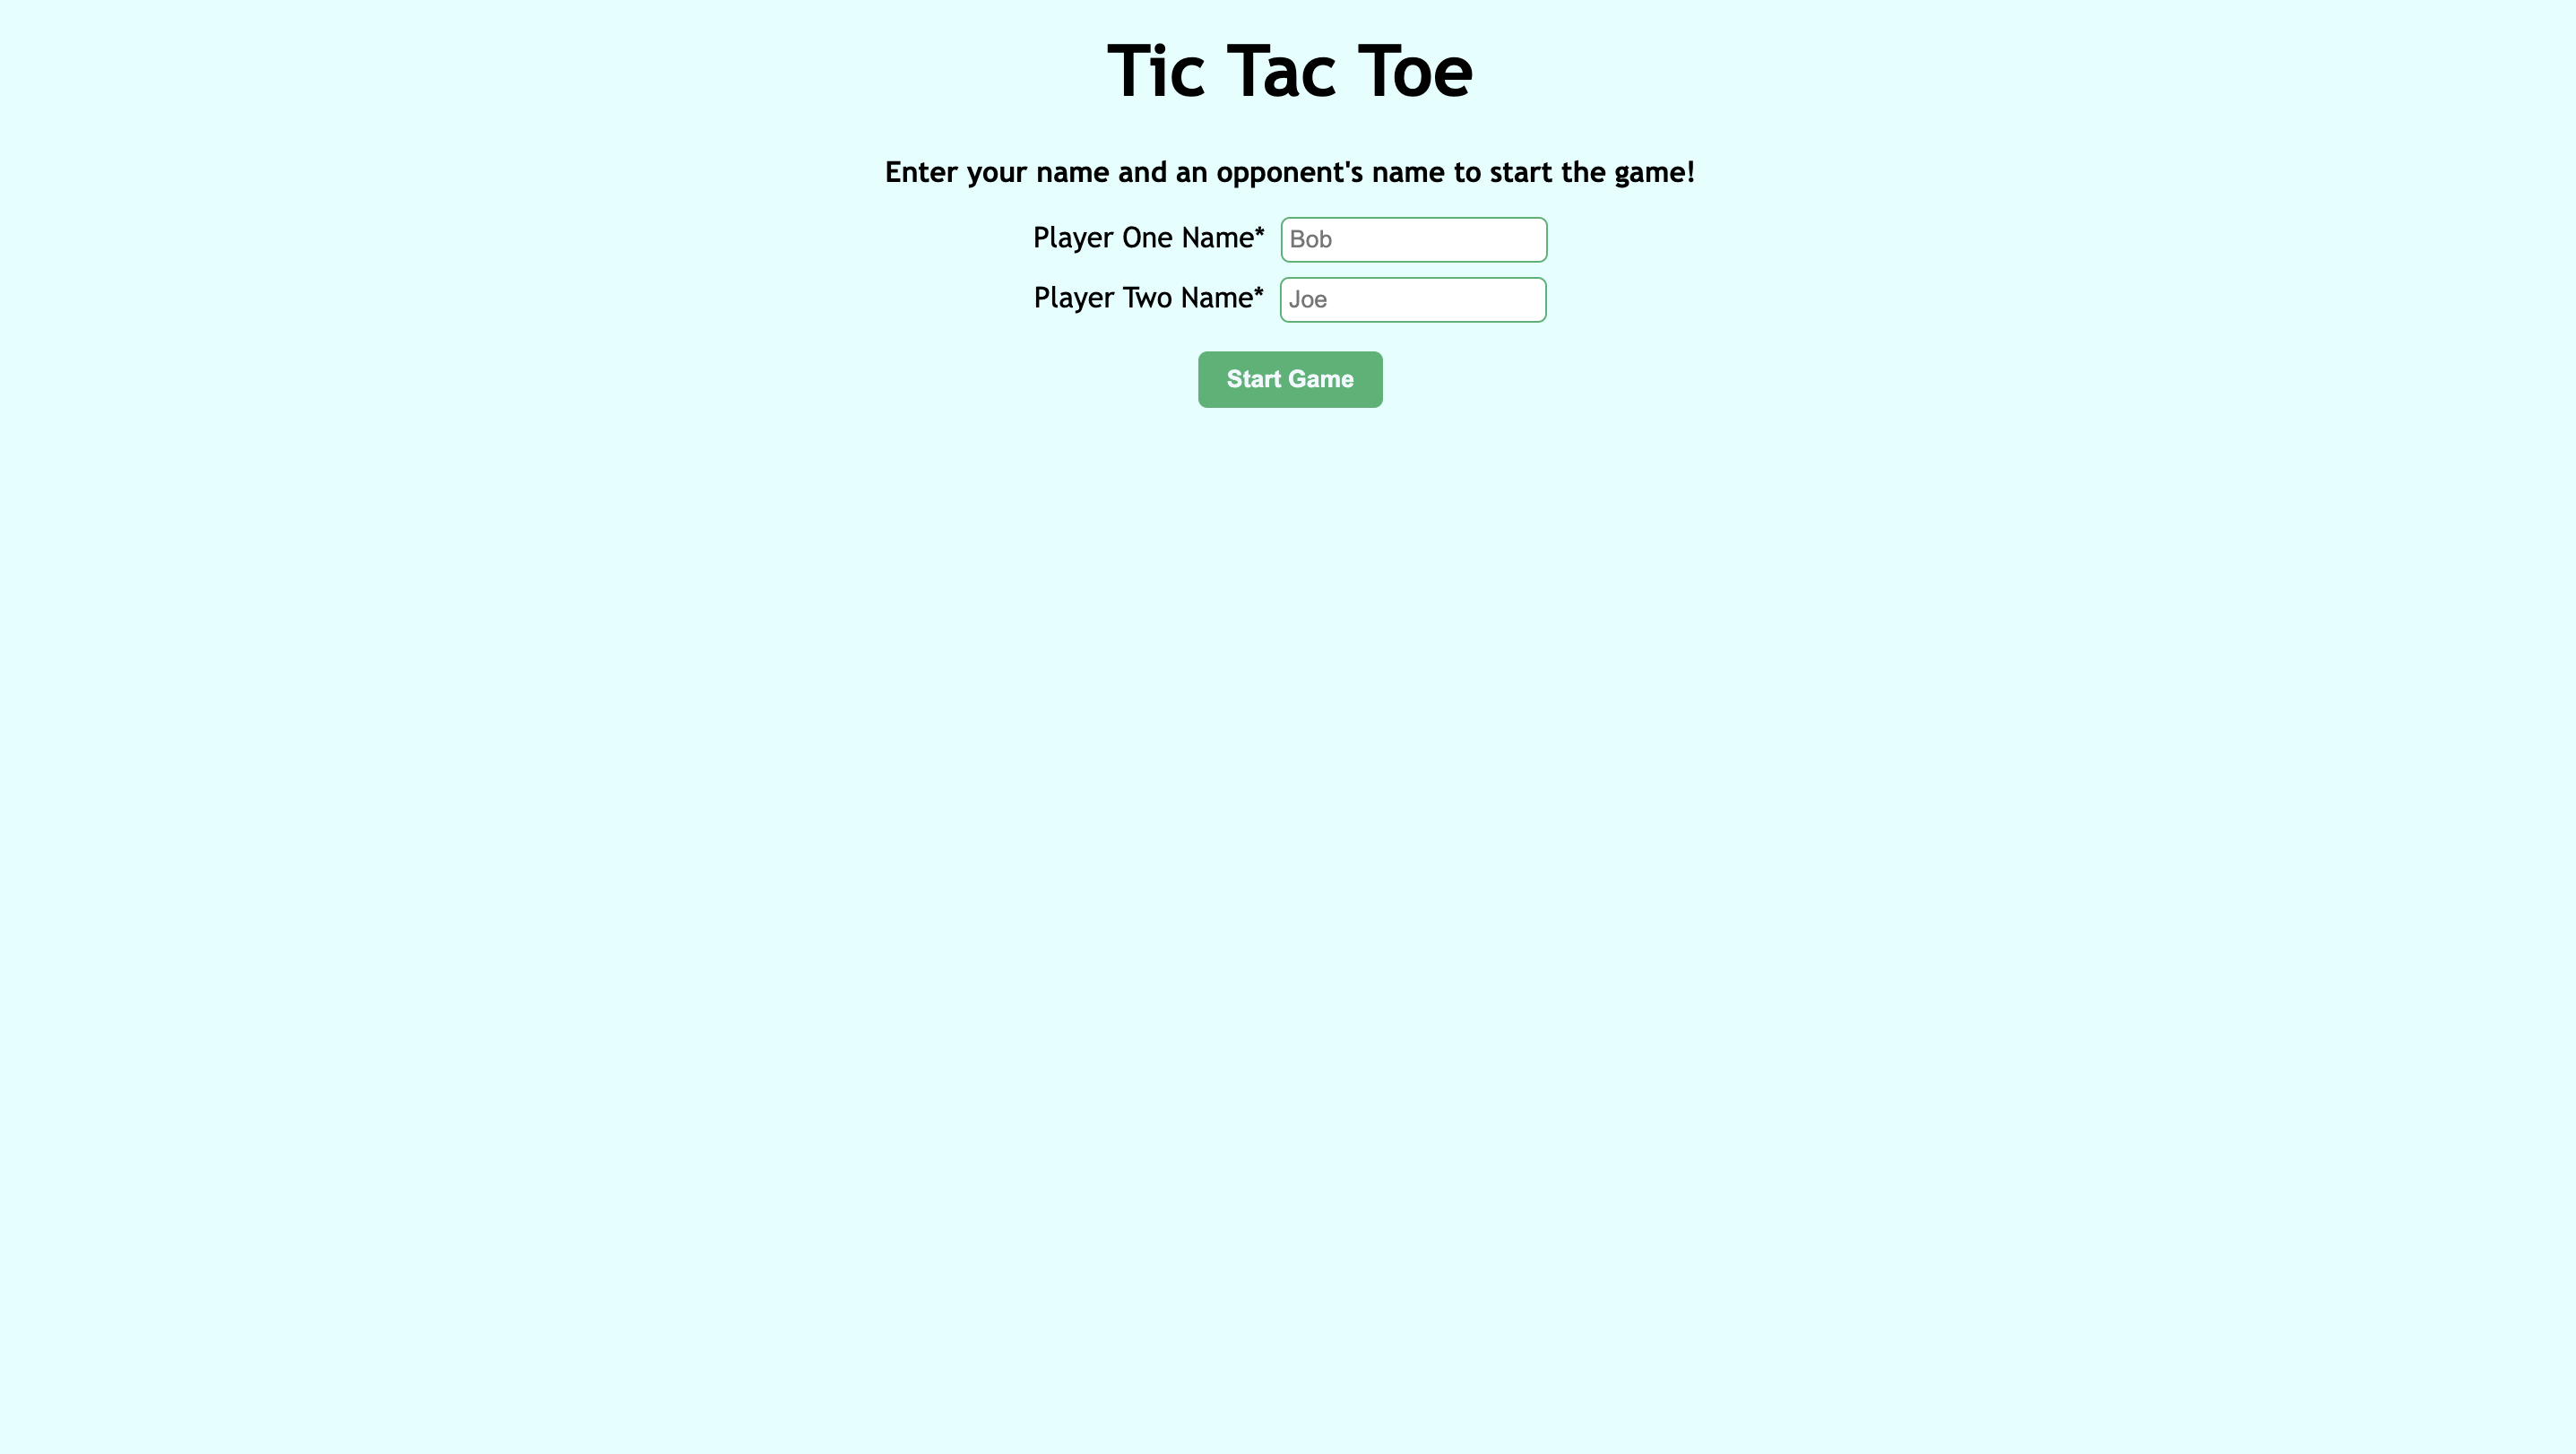 Tic Tac Toe
Enter your name and an opponent's name to start the game!
Player One Name* Bob
Player Two Name* Joe
Start Game